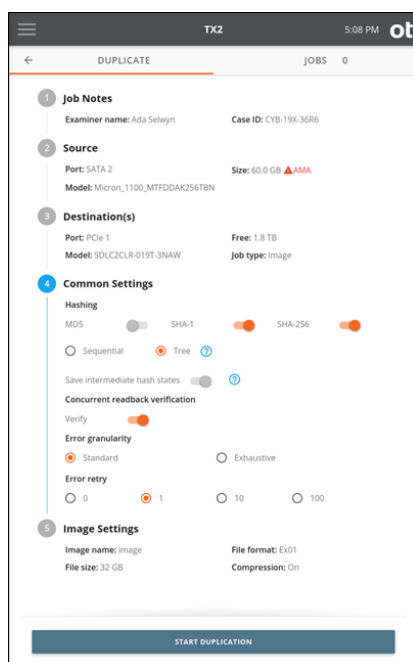 TX2 5:08 PM ot
DUPLICATE JOBS 0
1 Job Notes
Examiner name: Ada Selwyn Case ID: CYB-19X-36R6
2 Source
Port: SATA 2 Size: 60.0 GB AMA
Model: Micron_1100_MTFDDAK256TBN
3 Destination(s)
Port: PCIe 1 Free: 1.8 TB
Model: SDLC2CLR-019T-3NAW Job type: Image
4 Common Settings
Hashing
MD5 SHA-1 SHA-256
Sequential Tree ?
Save intermediate hash states ?
Concurrent readback verification
Verify
Error granularity
Standard Exhaustive
Error retry
0 1 10 100
5 Image Settings
Image name: image File format: Ex01
File size: 32 GB Compression: On
START DUPLICATION